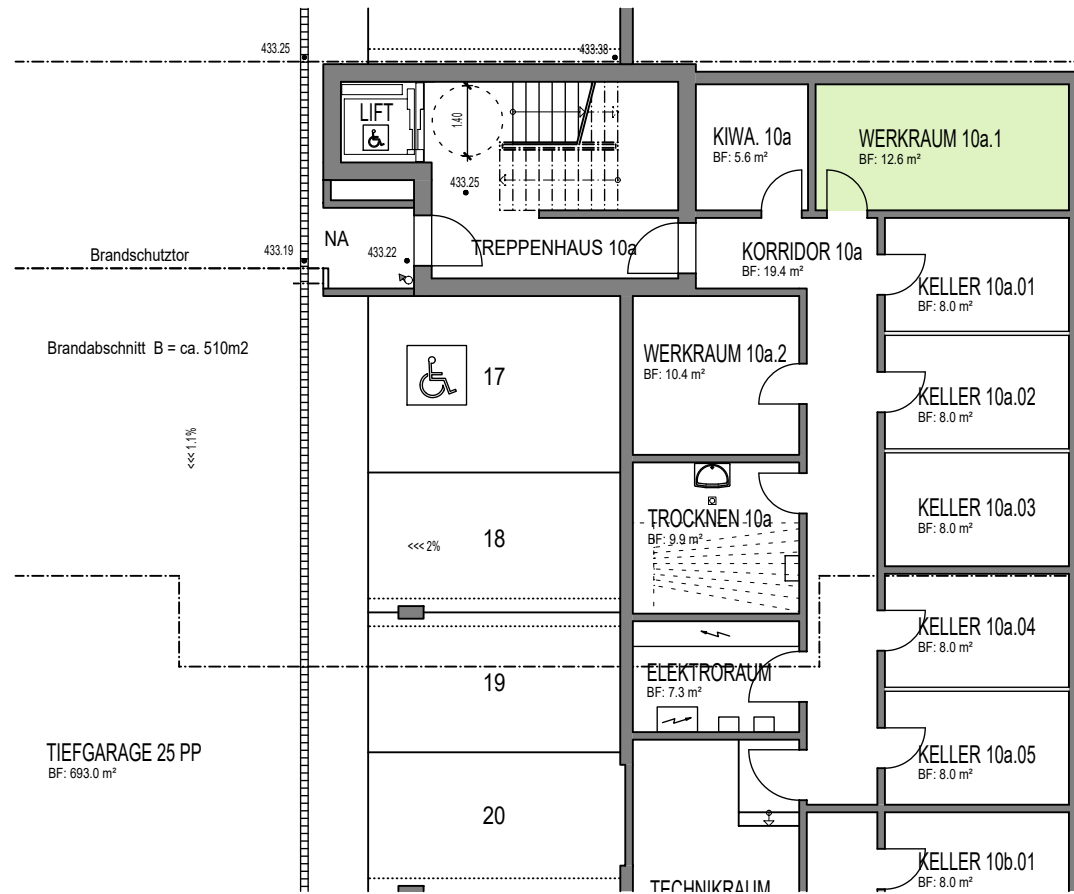 433.25
433.38
LIFT
1.40
KIWA. 10a
BF: 5.6 m²
WERKRAUM 10a.1
BF: 12.6 m²
433.25
Brandschutztor
433.19
NA
433.22
TREPPENHAUS 10a
KORRIDOR 10a
BF: 19.4 m²
KELLER 10a.01
BF: 8.0 m²
Brandabschnitt B = ca. 510m2
17
WERKRAUM 10a.2
BF: 10.4 m²
KELLER 10a.02
BF: 8.0 m²
<<< 1.1%
18
<<< 2%
TROCKNEN 10a
BF: 9.9 m²
KELLER 10a.03
BF: 8.0 m²
KELLER 10a.04
BF: 8.0 m²
19
ELEKTRORAUM
BF: 7.3 m²
TIEFGARAGE 25 PP
BF: 693.0 m²
KELLER 10a.05
BF: 8.0 m²
20
KELLER 10b.01
BF: 8.0 m²
TECHNIKRAUM